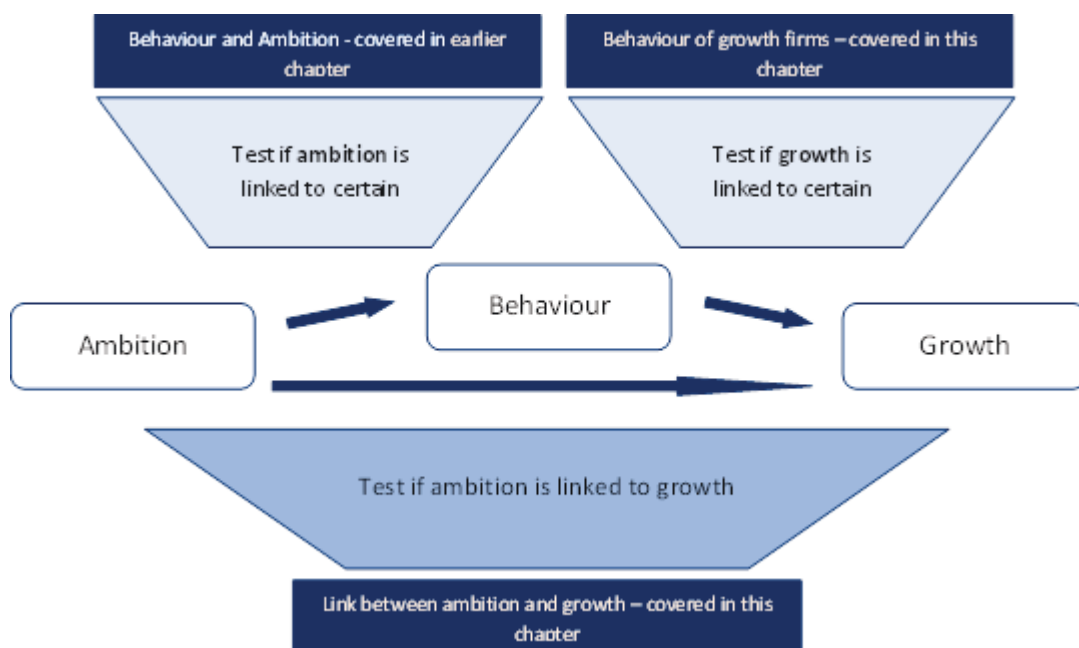 Behaviour and Ambition - covered in earlier
chapter
Behaviour of growth firms – covered in this
chapter
Test if ambition is
linked to certain
Test if growth is
linked to certain
Ambition
Behaviour
Growth
Test if ambition is linked to growth
Link between ambition and growth – covered in this
chapter